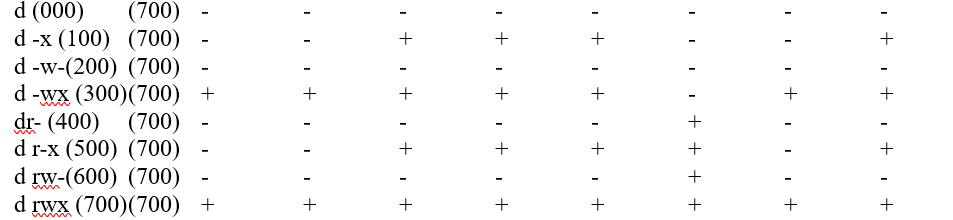 d (000) (700) - - - - - - - -
d -x (100) (700) - - + + + - - +
d -w-(200) (700) - - - - - - - -
d -wx (300)(700) + + + + + - + +
dr- (400) (700) - - - - - + - -
d r-x (500) (700) - - + + + + - +
d rw-(600) (700) - - - - - + - -
d rwx (700)(700) + + + + + + + +